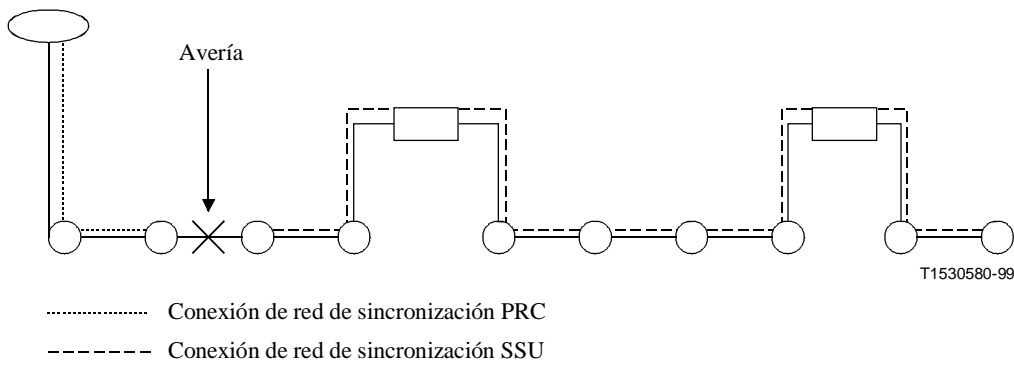 Avería
T1530580-99
Conexión de red de sincronización PRC
Conexión de red de sincronización SSU